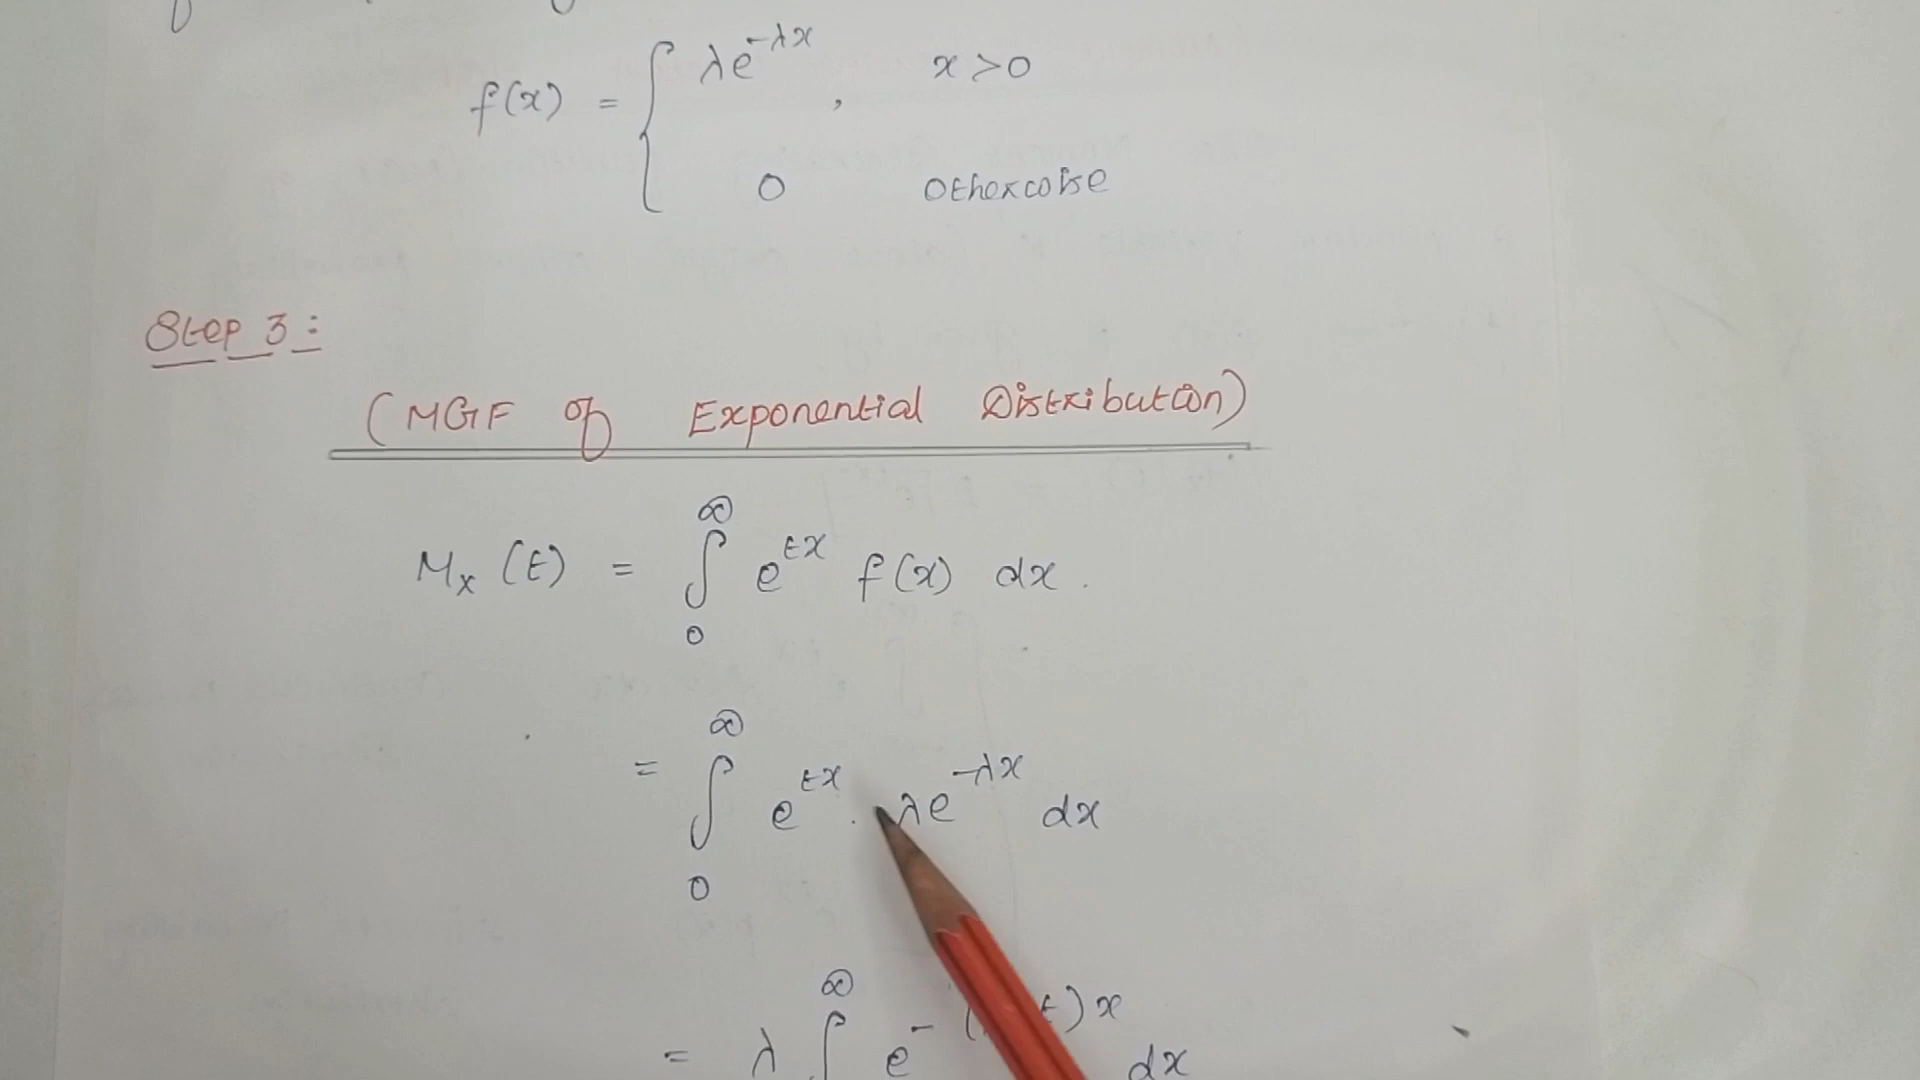 f(x) = { λe^{-λx} , x>0
0 otherwise
Step 3 :
(MGF of Exponential Distribution)
M_x (t) = ∫_0^∞ e^{tx} f(x) dx .
= ∫_0^∞ e^{tx} . λe^{-λx} dx
= λ ∫^∞ e^{-( t)x} dx